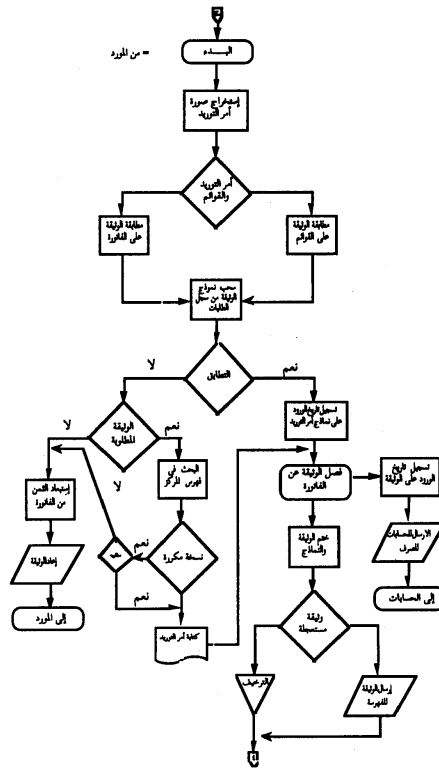 البـــدء
= من المورد
إستخراج صورة
أمر التوريد
أمر التوريد
والقوائم
مطابقة الوثيقة
على القوائم
مطابقة الوثيقة
على الفاتورة
سحب نموذج
الوثيقة من سجل
الطلبات
التطابق
نعم
لا
تسجيل تاريخ الورود
على نماذج أمر التوريد
الوثيقة
المطلوبة
نعم
لا
فصل الوثيقة عن
الفاتورة
تسجيل تاريخ
الورود على الوثيقة
البحث في
فهرس المركز
إستبعاد الثمن
من الفاتورة
لا
ختم الوثيقة
والنماذج
الارسال للحسابات
للصرف
نسخة مكررة
نعم
نعم
إعادة الوثيقة
إلى الحسابات
إلى المورد
وثيقة
مستعجلة
كتابة أمر التوريد
الترفيف
إرسال الوثيقة
للفهرسة